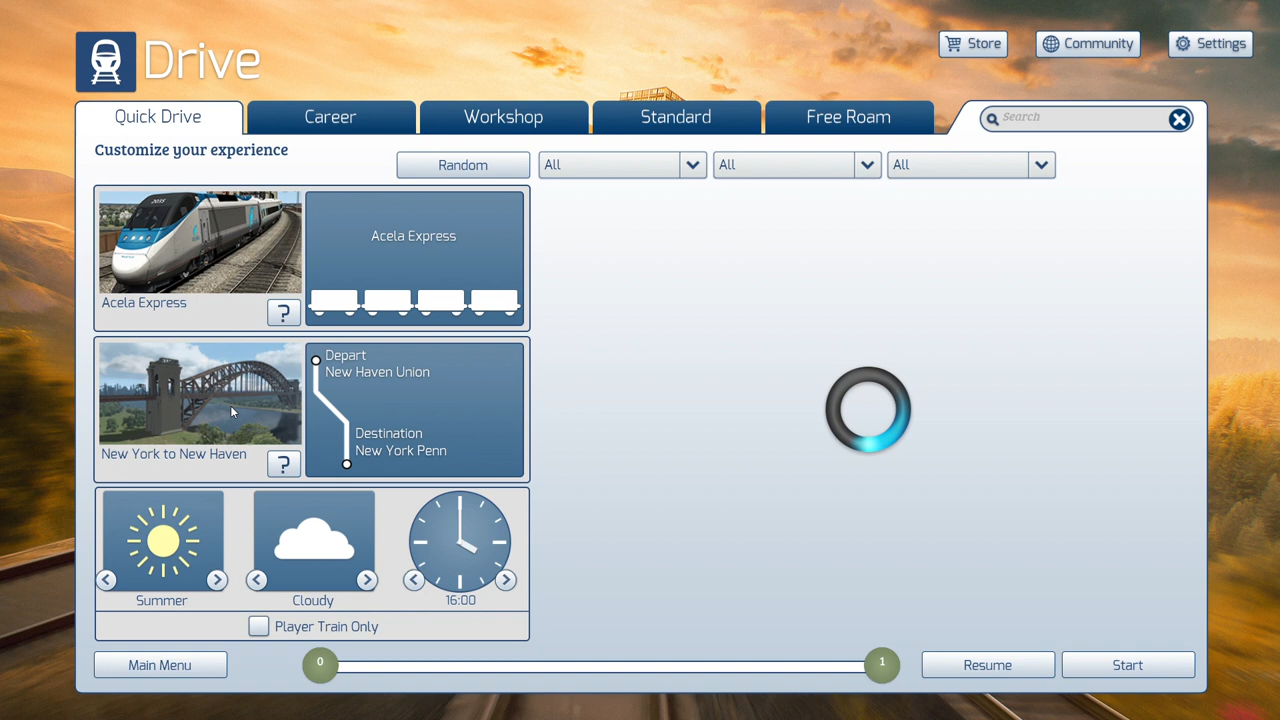 Drive
Store
Community
Settings
Quick Drive
Career
Workshop
Standard
Free Roam
Search
Customize your experience
Random
All
All
All
2035
Acela Express
Acela Express
?
New York to New Haven
?
Depart
New Haven Union
Destination
New York Penn
Summer
Cloudy
16:00
Player Train Only
Main Menu
0
1
Resume
Start